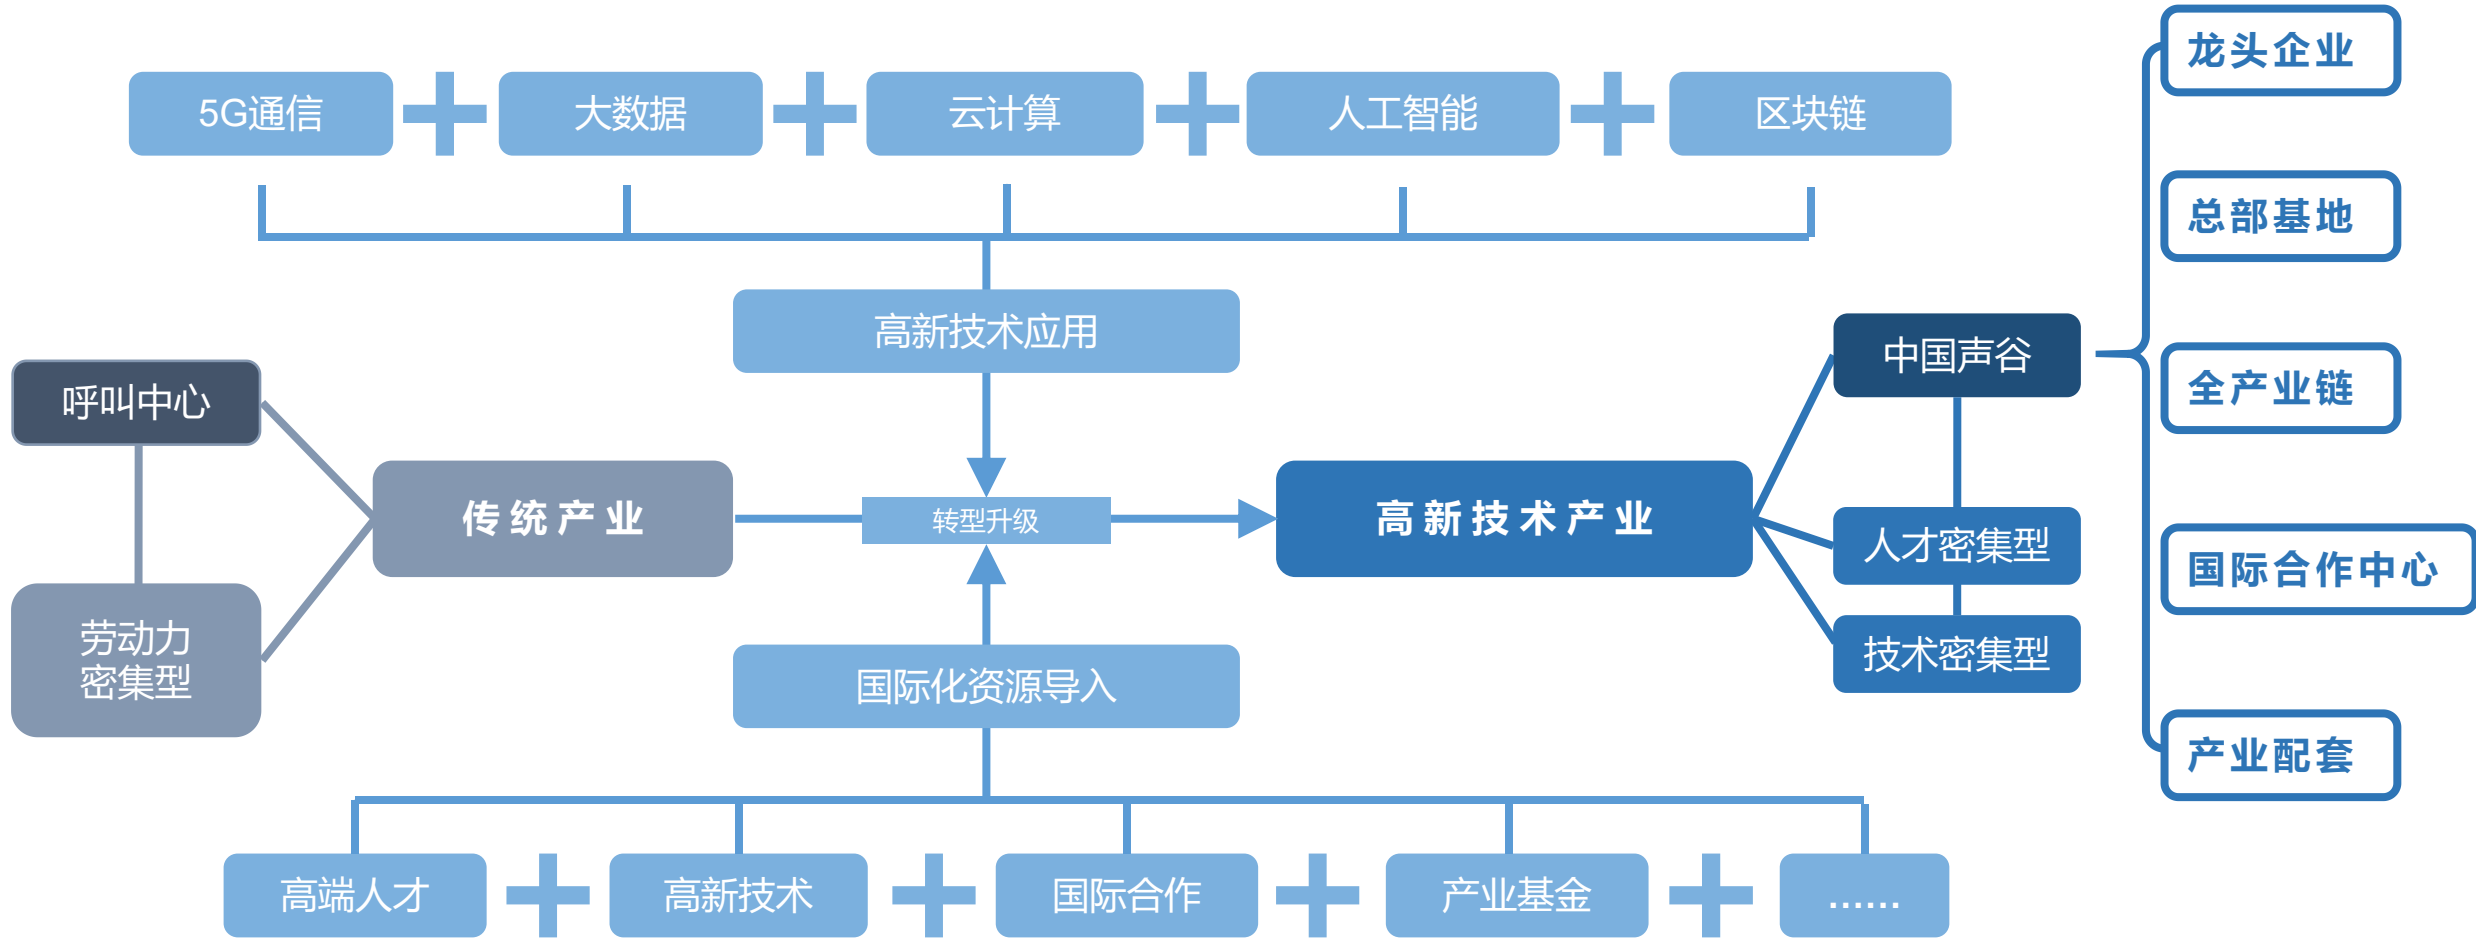 5G通信
大数据
云计算
人工智能
区块链
高新技术应用
呼叫中心
劳动力
密集型
传统产业
转型升级
高新技术产业
国际化资源导入
高端人才
高新技术
国际合作
产业基金
……
中国声谷
人才密集型
技术密集型
龙头企业
总部基地
全产业链
国际合作中心
产业配套